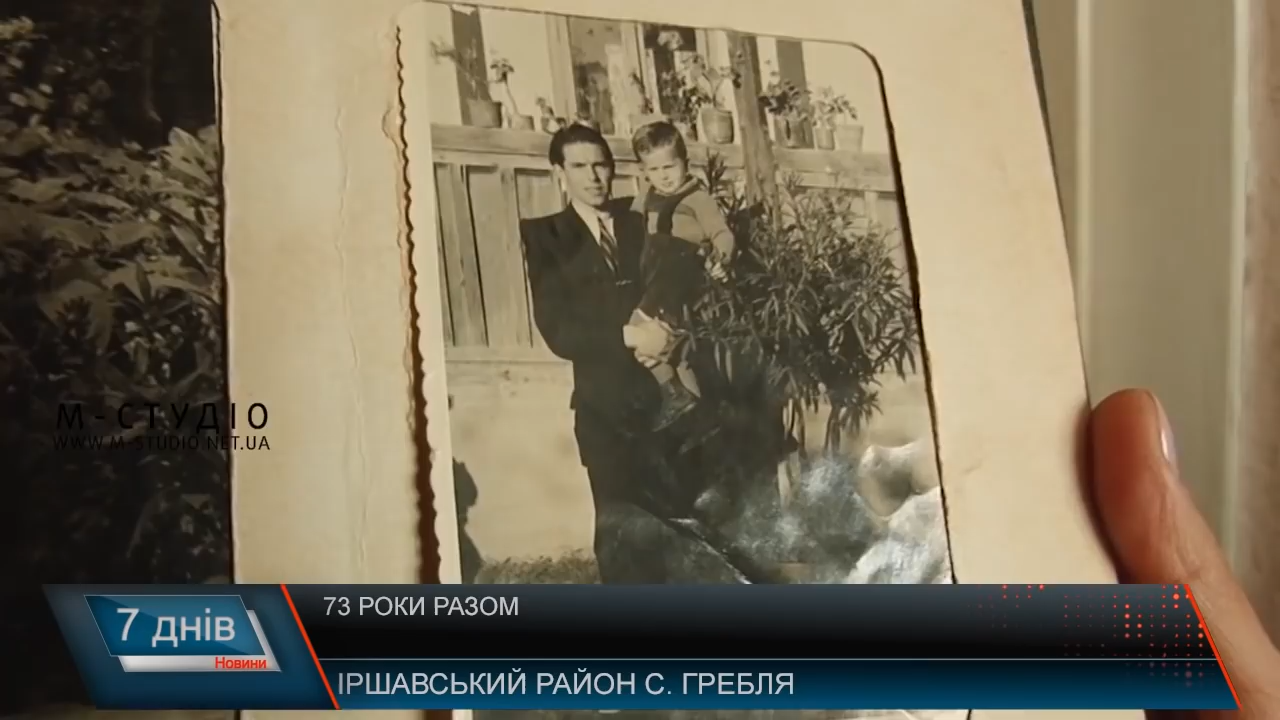 М-СТУДІО
WWW.M-STUDIO.NET.UA
73 РОКИ РАЗОМ
7 днів
Новини
ІРШАВСЬКИЙ РАЙОН С. ГРЕБЛЯ